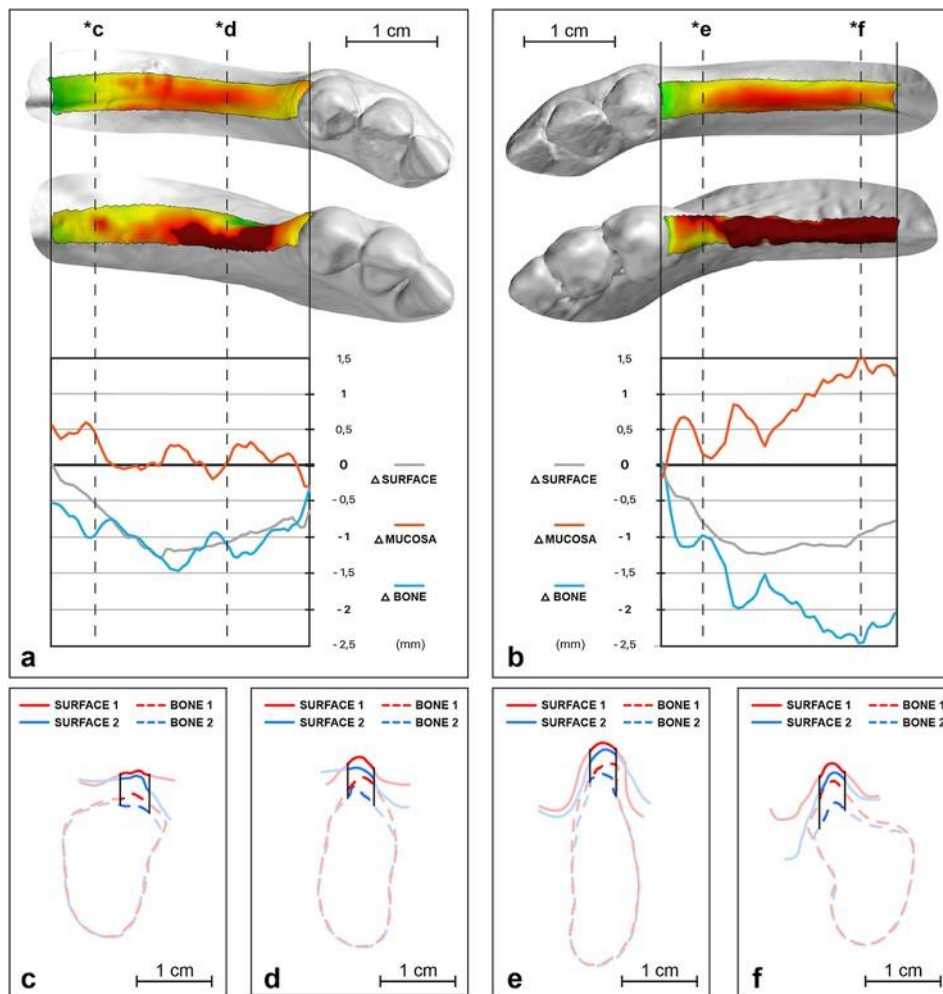 *c *d 1 cm
1 cm *e *f
1,5
1
0,5
0
- 0,5
- 1
- 1,5
- 2
- 2,5
△ SURFACE
△ MUCOSA
△ BONE
(mm)
a
1,5
1
0,5
0
- 0,5
- 1
- 1,5
- 2
- 2,5
△ SURFACE
△ MUCOSA
△ BONE
(mm)
b
SURFACE 1 BONE 1
SURFACE 2 BONE 2
c 1 cm
SURFACE 1 BONE 1
SURFACE 2 BONE 2
d 1 cm
SURFACE 1 BONE 1
SURFACE 2 BONE 2
e 1 cm
SURFACE 1 BONE 1
SURFACE 2 BONE 2
f 1 cm